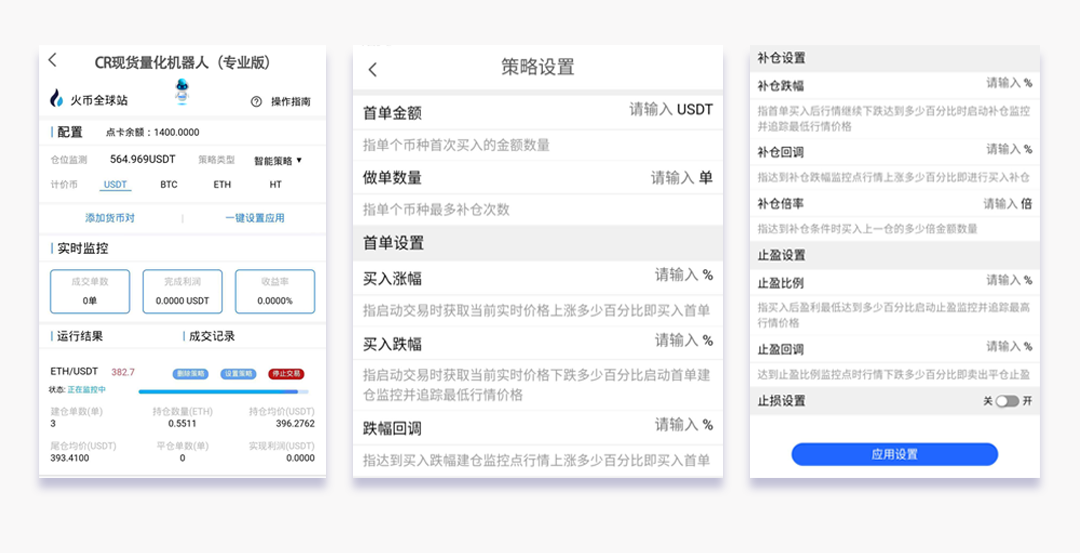 CR现货量化机器人（专业版）
火币全球站
操作指南
配置 点卡余额：1400.0000
仓位监测 564.969USDT 策略类型 智能策略
计价币 USDT BTC ETH HT
添加货币对 | 一键设置应用
实时监控
成交单数 完成利润 收益率
0单 0.0000 USDT 0.0000%
运行结果 成交记录
ETH/USDT 382.7 删除策略 设置策略 停止交易
状态: 正在监控中
建仓单数(单) 持仓数量(ETH) 持仓均价(USDT)
3 0.5511 396.2762
尾仓均价(USDT) 平仓单数(单) 实现利润(USDT)
393.4100 0 0.0000
策略设置
首单金额 请输入 USDT
指单个币种首次买入的金额数量
做单数量 请输入 单
指单个币种最多补仓次数
首单设置
买入涨幅 请输入 %
指启动交易时获取当前实时价格上涨多少百分比即买入首单
买入跌幅 请输入 %
指启动交易时获取当前实时价格下跌多少百分比启动首单建
仓监控并追踪最低行情价格
跌幅回调 请输入 %
指达到买入跌幅建仓监控点行情上涨多少百分比即买入首单
补仓设置
补仓跌幅 请输入 %
指首单买入后行情继续下跌达到多少百分比时启动补仓监控
并追踪最低行情价格
补仓回调 请输入 %
指达到补仓跌幅监控点行情上涨多少百分比即进行买入补仓
补仓倍率 请输入 倍
指达到补仓条件时买入上一仓的多少倍金额数量
止盈设置
止盈比例 请输入 %
指买入后盈利最低达到多少百分比启动止盈监控并追踪最高
行情价格
止盈回调 请输入 %
达到止盈比例监控点时行情下跌多少百分比即卖出平仓止盈
止损设置 关 开
应用设置